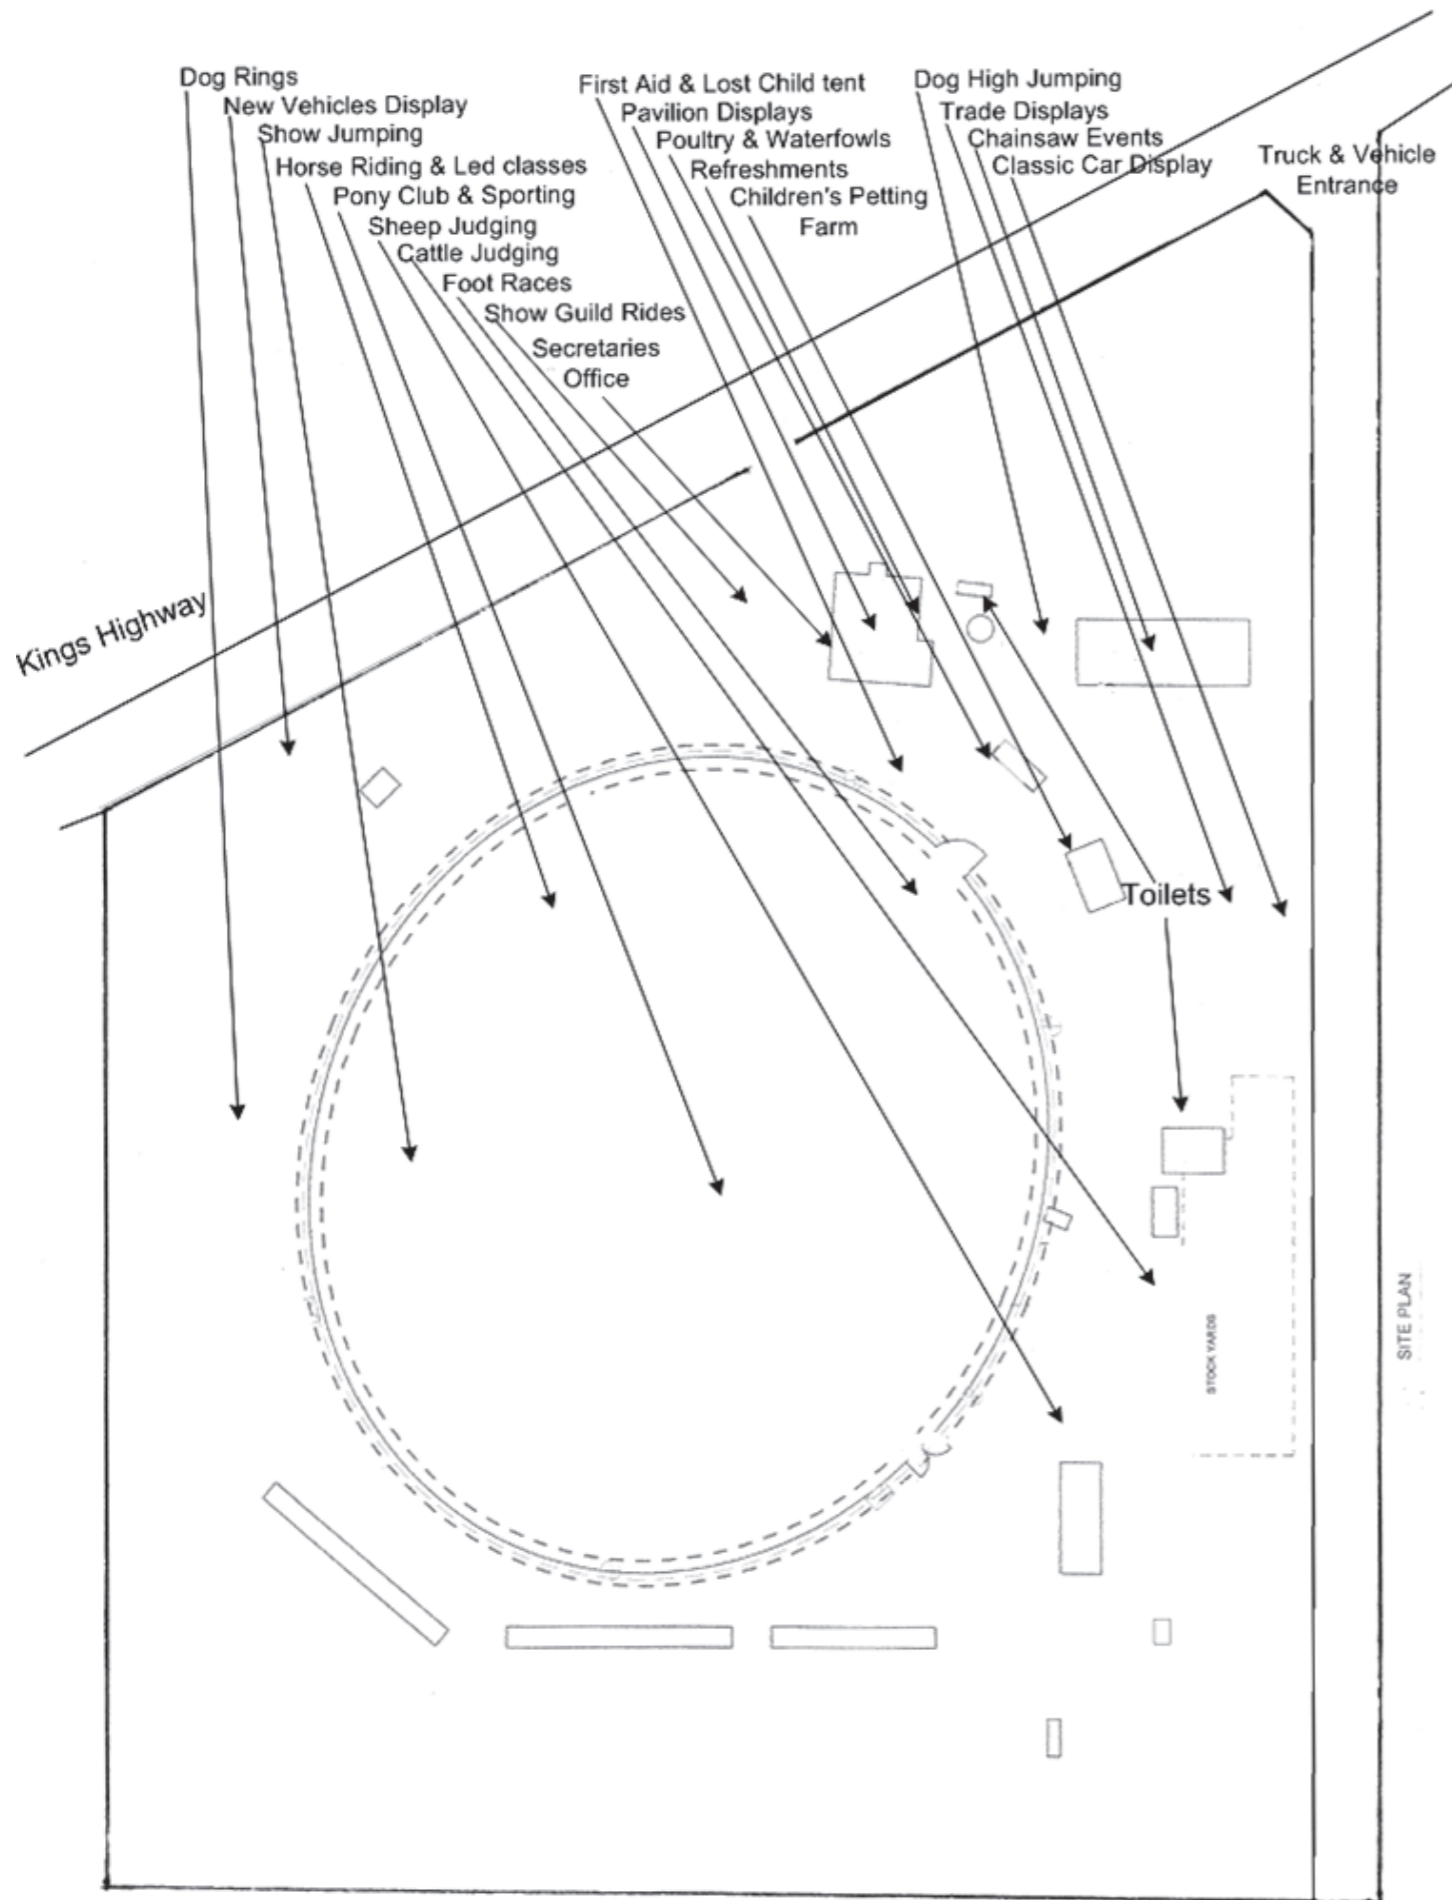 Dog Rings
New Vehicles Display
Show Jumping
Horse Riding & Led classes
Pony Club & Sporting
Sheep Judging
Cattle Judging
Foot Races
Show Guild Rides
Secretaries
Office
First Aid & Lost Child tent
Pavilion Displays
Poultry & Waterfowls
Refreshments
Children's Petting
Farm
Dog High Jumping
Trade Displays
Chainsaw Events
Classic Car Display
Truck & Vehicle
Entrance
Kings Highway
Toilets
STOCK YARDS
SITE PLAN